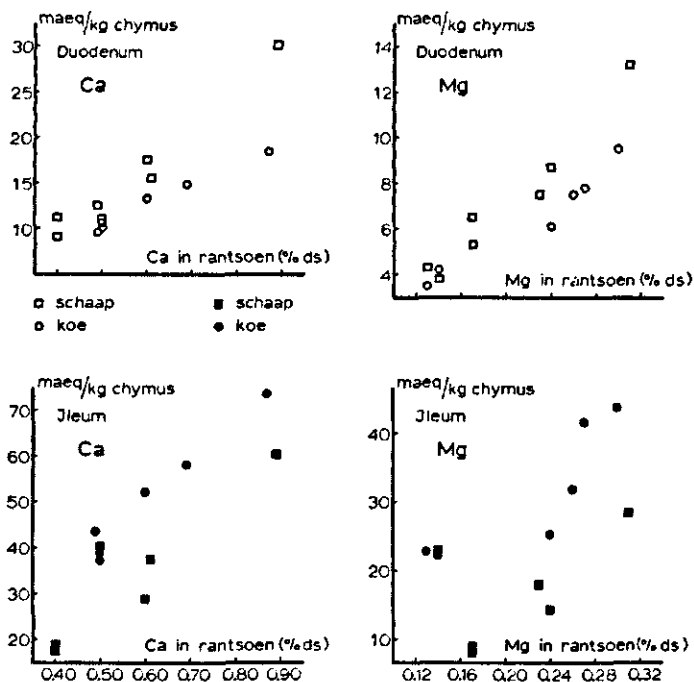 maeq/kg chymus
Duodenum
Ca
30
25
20
15
10
Ca in rantsoen (% ds)
maeq/kg chymus
Duodenum
Mg
14
12
10
8
6
4
Mg in rantsoen (% ds)
schaap
koe
schaap
koe
maeq/kg chymus
Jleum
Ca
70
60
50
40
30
20
Ca in rantsoen (% ds)
0.40 0.50 0.60 0.70 0.80 0.90
maeq/kg chymus
Jleum
Mg
40
30
20
10
Mg in rantsoen (% ds)
0.12 0.16 0.20 0.24 0.28 0.32